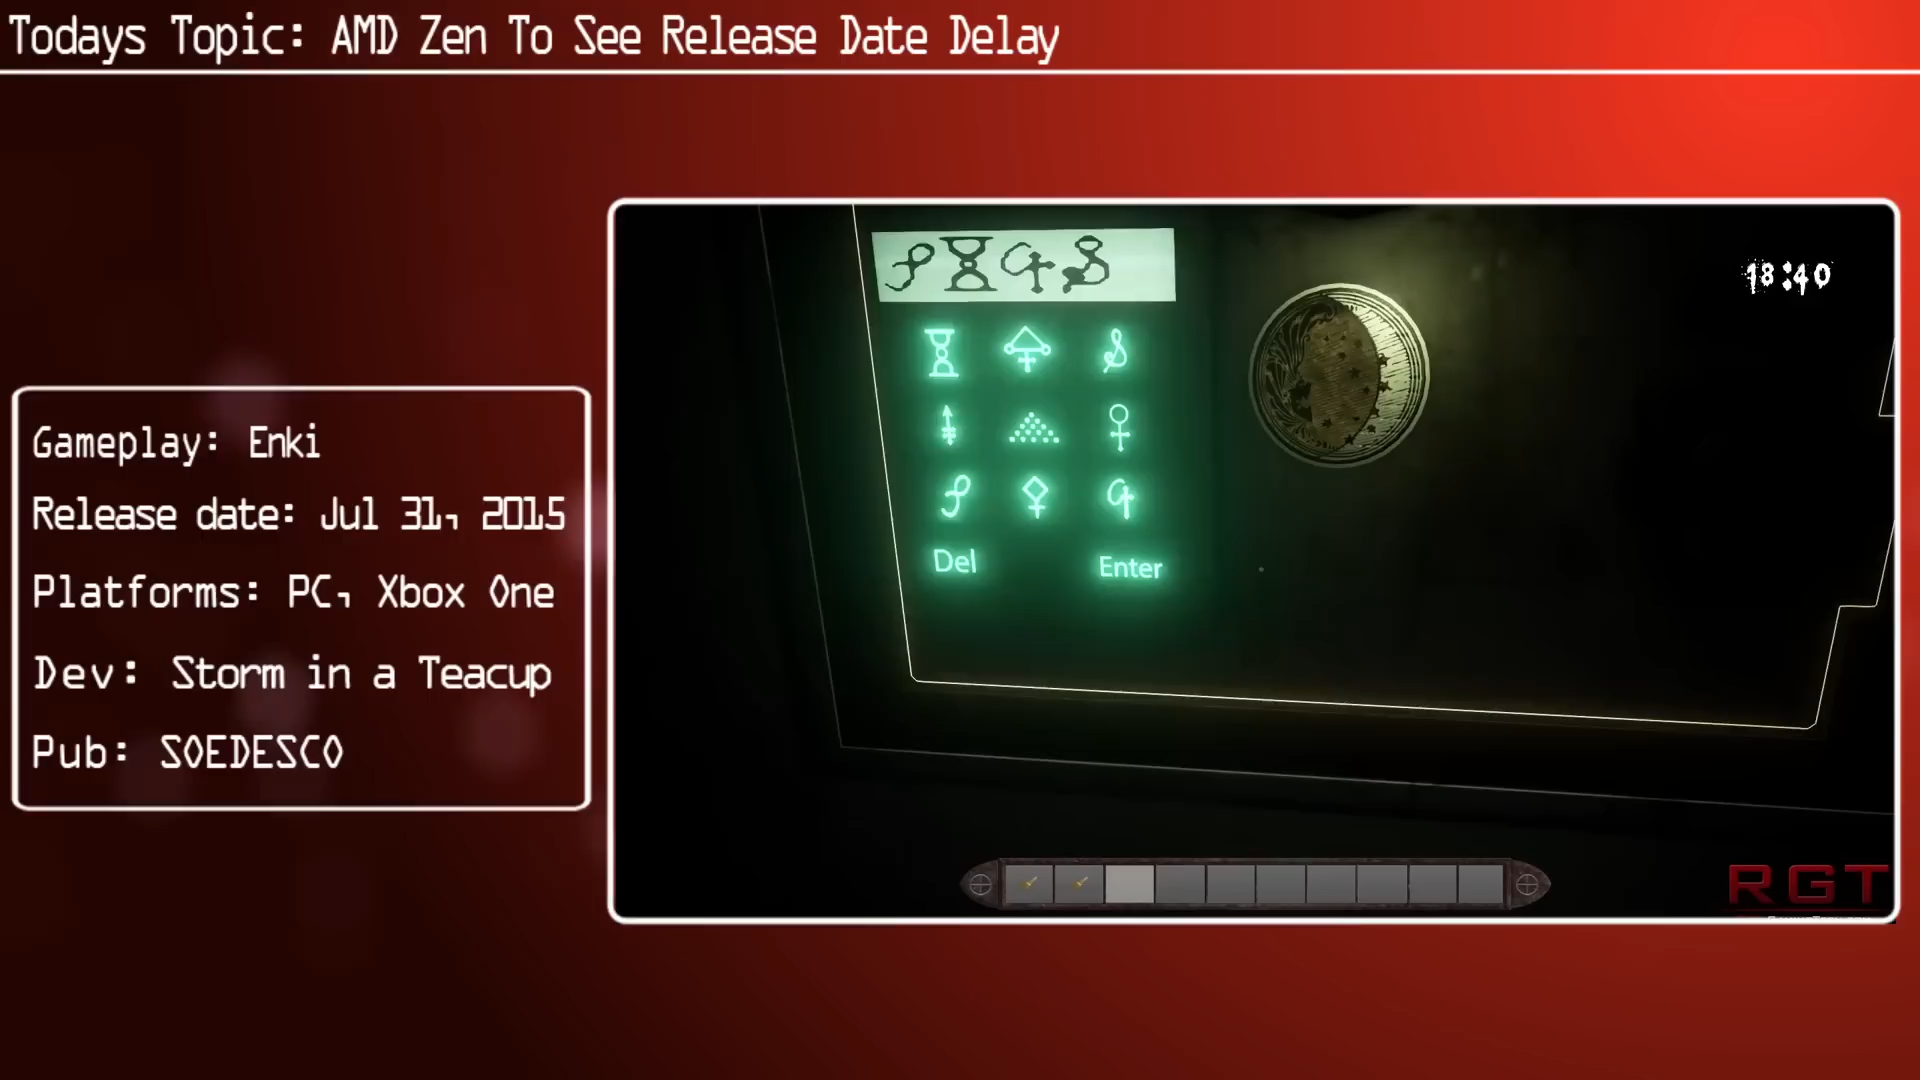 Todays Topic: AMD Zen To See Release Date Delay
18:40
Gameplay: Enki
Release date: Jul 31, 2015
Platforms: PC, Xbox One
Dev: Storm in a Teacup
Pub: SOEDESCO
Del
Enter
RGT